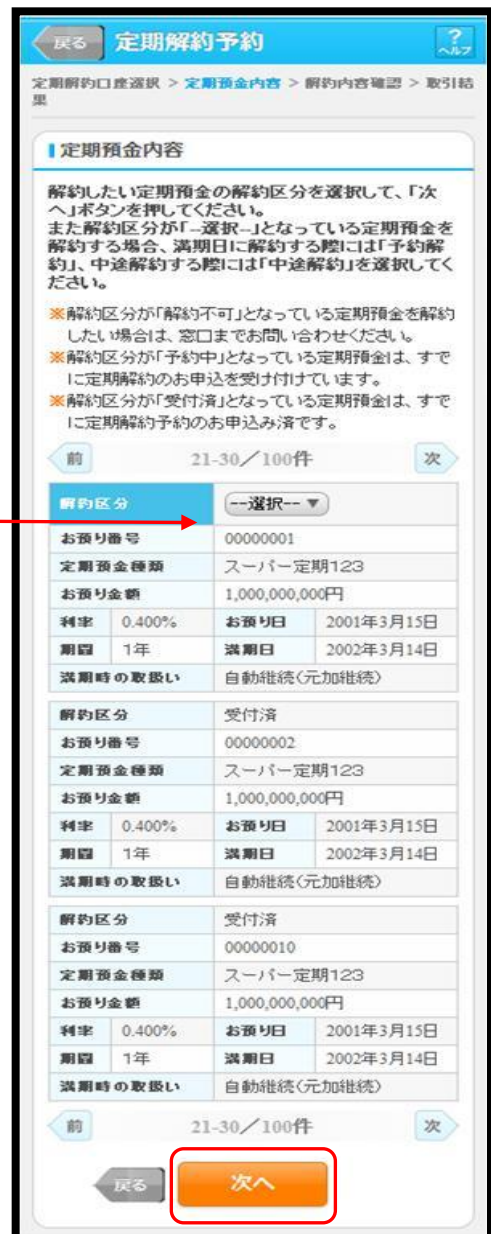 戻る 定期解約予約 ? ヘルプ
定期解約口座選択 > 定期預金内容 > 解約内容確認 > 取引結
果
定期預金内容
解約したい定期預金の解約区分を選択して、「次
へ」ボタンを押してください。
また解約区分が「--選択--」となっている定期預金を
解約する場合、満期日に解約する際には「予約解
約」、中途解約する際には「中途解約」を選択してく
ださい。
※解約区分が「解約不可」となっている定期預金を解約
したい場合は、窓口までお問い合わせください。
※解約区分が「予約中」となっている定期預金は、すで
に定期解約のお申込を受け付けています。
※解約区分が「受付済」となっている定期預金は、すで
に定期解約予約のお申込み済です。
前 21-30/100件 次
解約区分 --選択-- ▼
お預り番号 00000001
定期預金種類 スーパー定期123
お預り金額 1,000,000,000円
利率 0.400% お預り日 2001年3月15日
期間 1年 満期日 2002年3月14日
満期時の取扱い 自動継続(元加継続)
解約区分 受付済
お預り番号 00000002
定期預金種類 スーパー定期123
お預り金額 1,000,000,000円
利率 0.400% お預り日 2001年3月15日
期間 1年 満期日 2002年3月14日
満期時の取扱い 自動継続(元加継続)
解約区分 受付済
お預り番号 00000010
定期預金種類 スーパー定期123
お預り金額 1,000,000,000円
利率 0.400% お預り日 2001年3月15日
期間 1年 満期日 2002年3月14日
満期時の取扱い 自動継続(元加継続)
前 21-30/100件 次
戻る 次へ